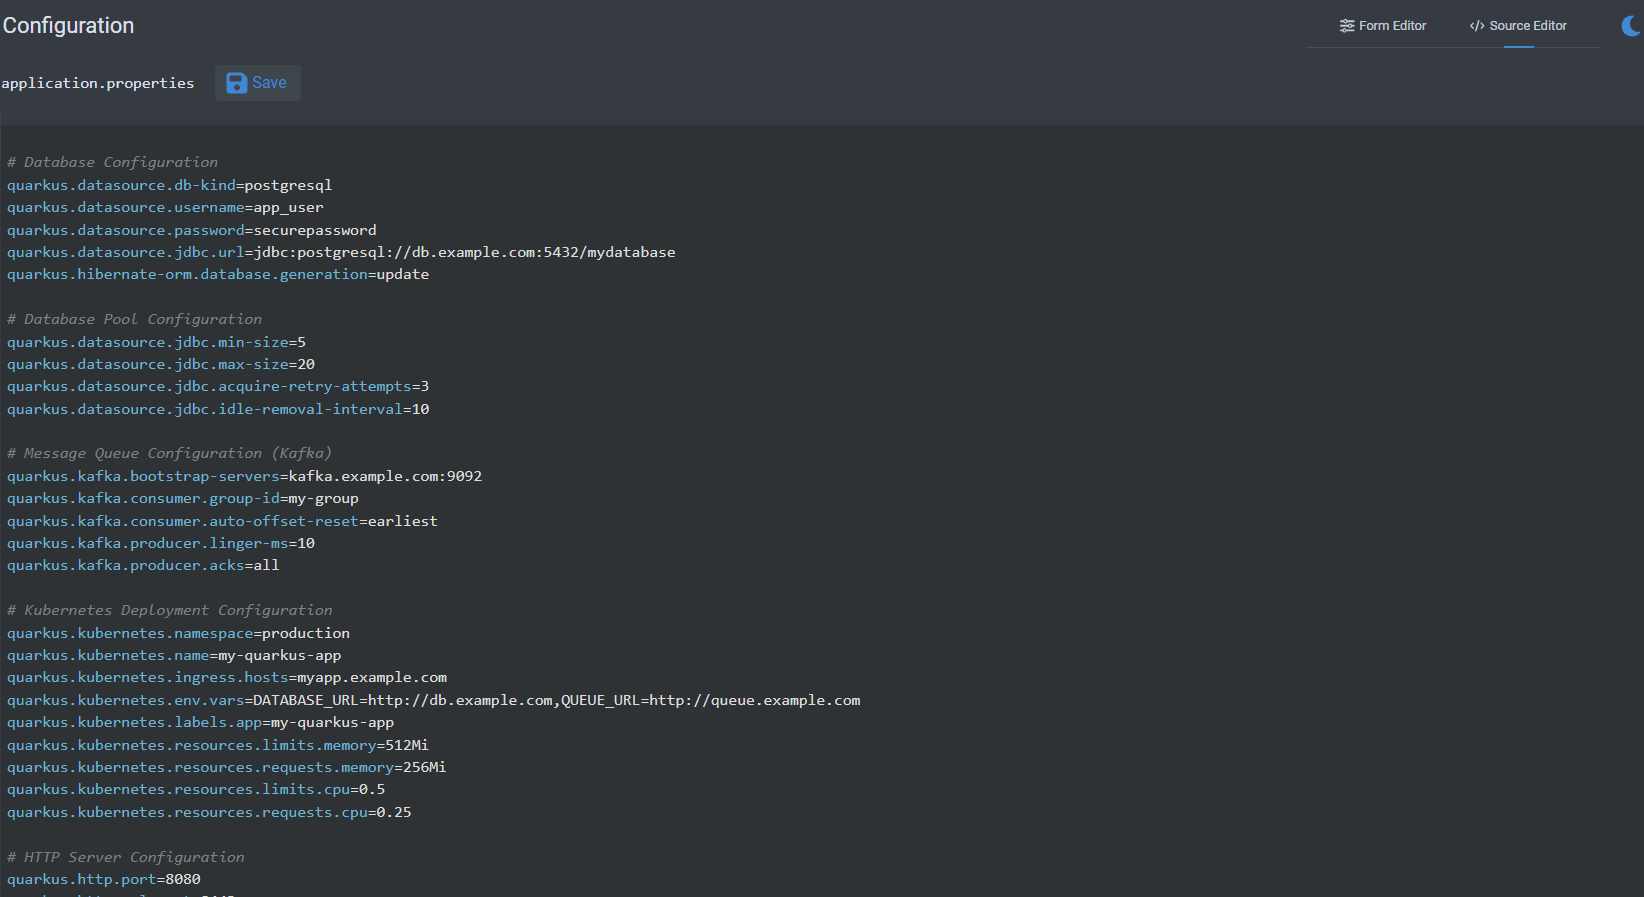 Configuration
Form Editor
</> Source Editor
application.properties
Save
# Database Configuration
quarkus.datasource.db-kind=postgresql
quarkus.datasource.username=app_user
quarkus.datasource.password=securepassword
quarkus.datasource.jdbc.url=jdbc:postgresql://db.example.com:5432/mydatabase
quarkus.hibernate-orm.database.generation=update
# Database Pool Configuration
quarkus.datasource.jdbc.min-size=5
quarkus.datasource.jdbc.max-size=20
quarkus.datasource.jdbc.acquire-retry-attempts=3
quarkus.datasource.jdbc.idle-removal-interval=10
# Message Queue Configuration (Kafka)
quarkus.kafka.bootstrap-servers=kafka.example.com:9092
quarkus.kafka.consumer.group-id=my-group
quarkus.kafka.consumer.auto-offset-reset=earliest
quarkus.kafka.producer.linger-ms=10
quarkus.kafka.producer.acks=all
# Kubernetes Deployment Configuration
quarkus.kubernetes.namespace=production
quarkus.kubernetes.name=my-quarkus-app
quarkus.kubernetes.ingress.hosts=myapp.example.com
quarkus.kubernetes.env.vars=DATABASE_URL=http://db.example.com,QUEUE_URL=http://queue.example.com
quarkus.kubernetes.labels.app=my-quarkus-app
quarkus.kubernetes.resources.limits.memory=512Mi
quarkus.kubernetes.resources.requests.memory=256Mi
quarkus.kubernetes.resources.limits.cpu=0.5
quarkus.kubernetes.resources.requests.cpu=0.25
# HTTP Server Configuration
quarkus.http.port=8080